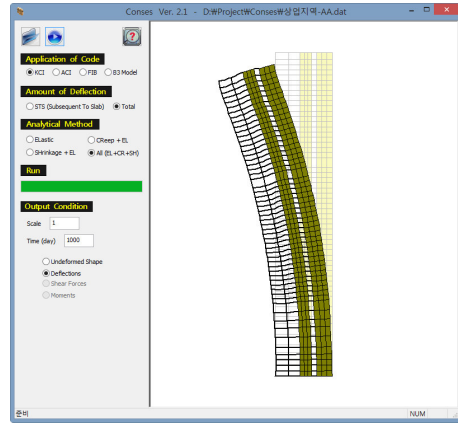 Conses Ver. 2.1 - D:₩Project₩Conses₩상업지역-AA.dat
Application of Code
KCI ACI FIB B3 Model
Amount of Deflection
STS (Subsequent To Slab) Total
Analytical Method
ELastic CReep + EL
SHrinkage + EL All (EL+CR+SH)
Run
Output Condition
Scale 1
Time (day) 1000
Undeformed Shape
Deflections
Shear Forces
Moments
준비 NUM